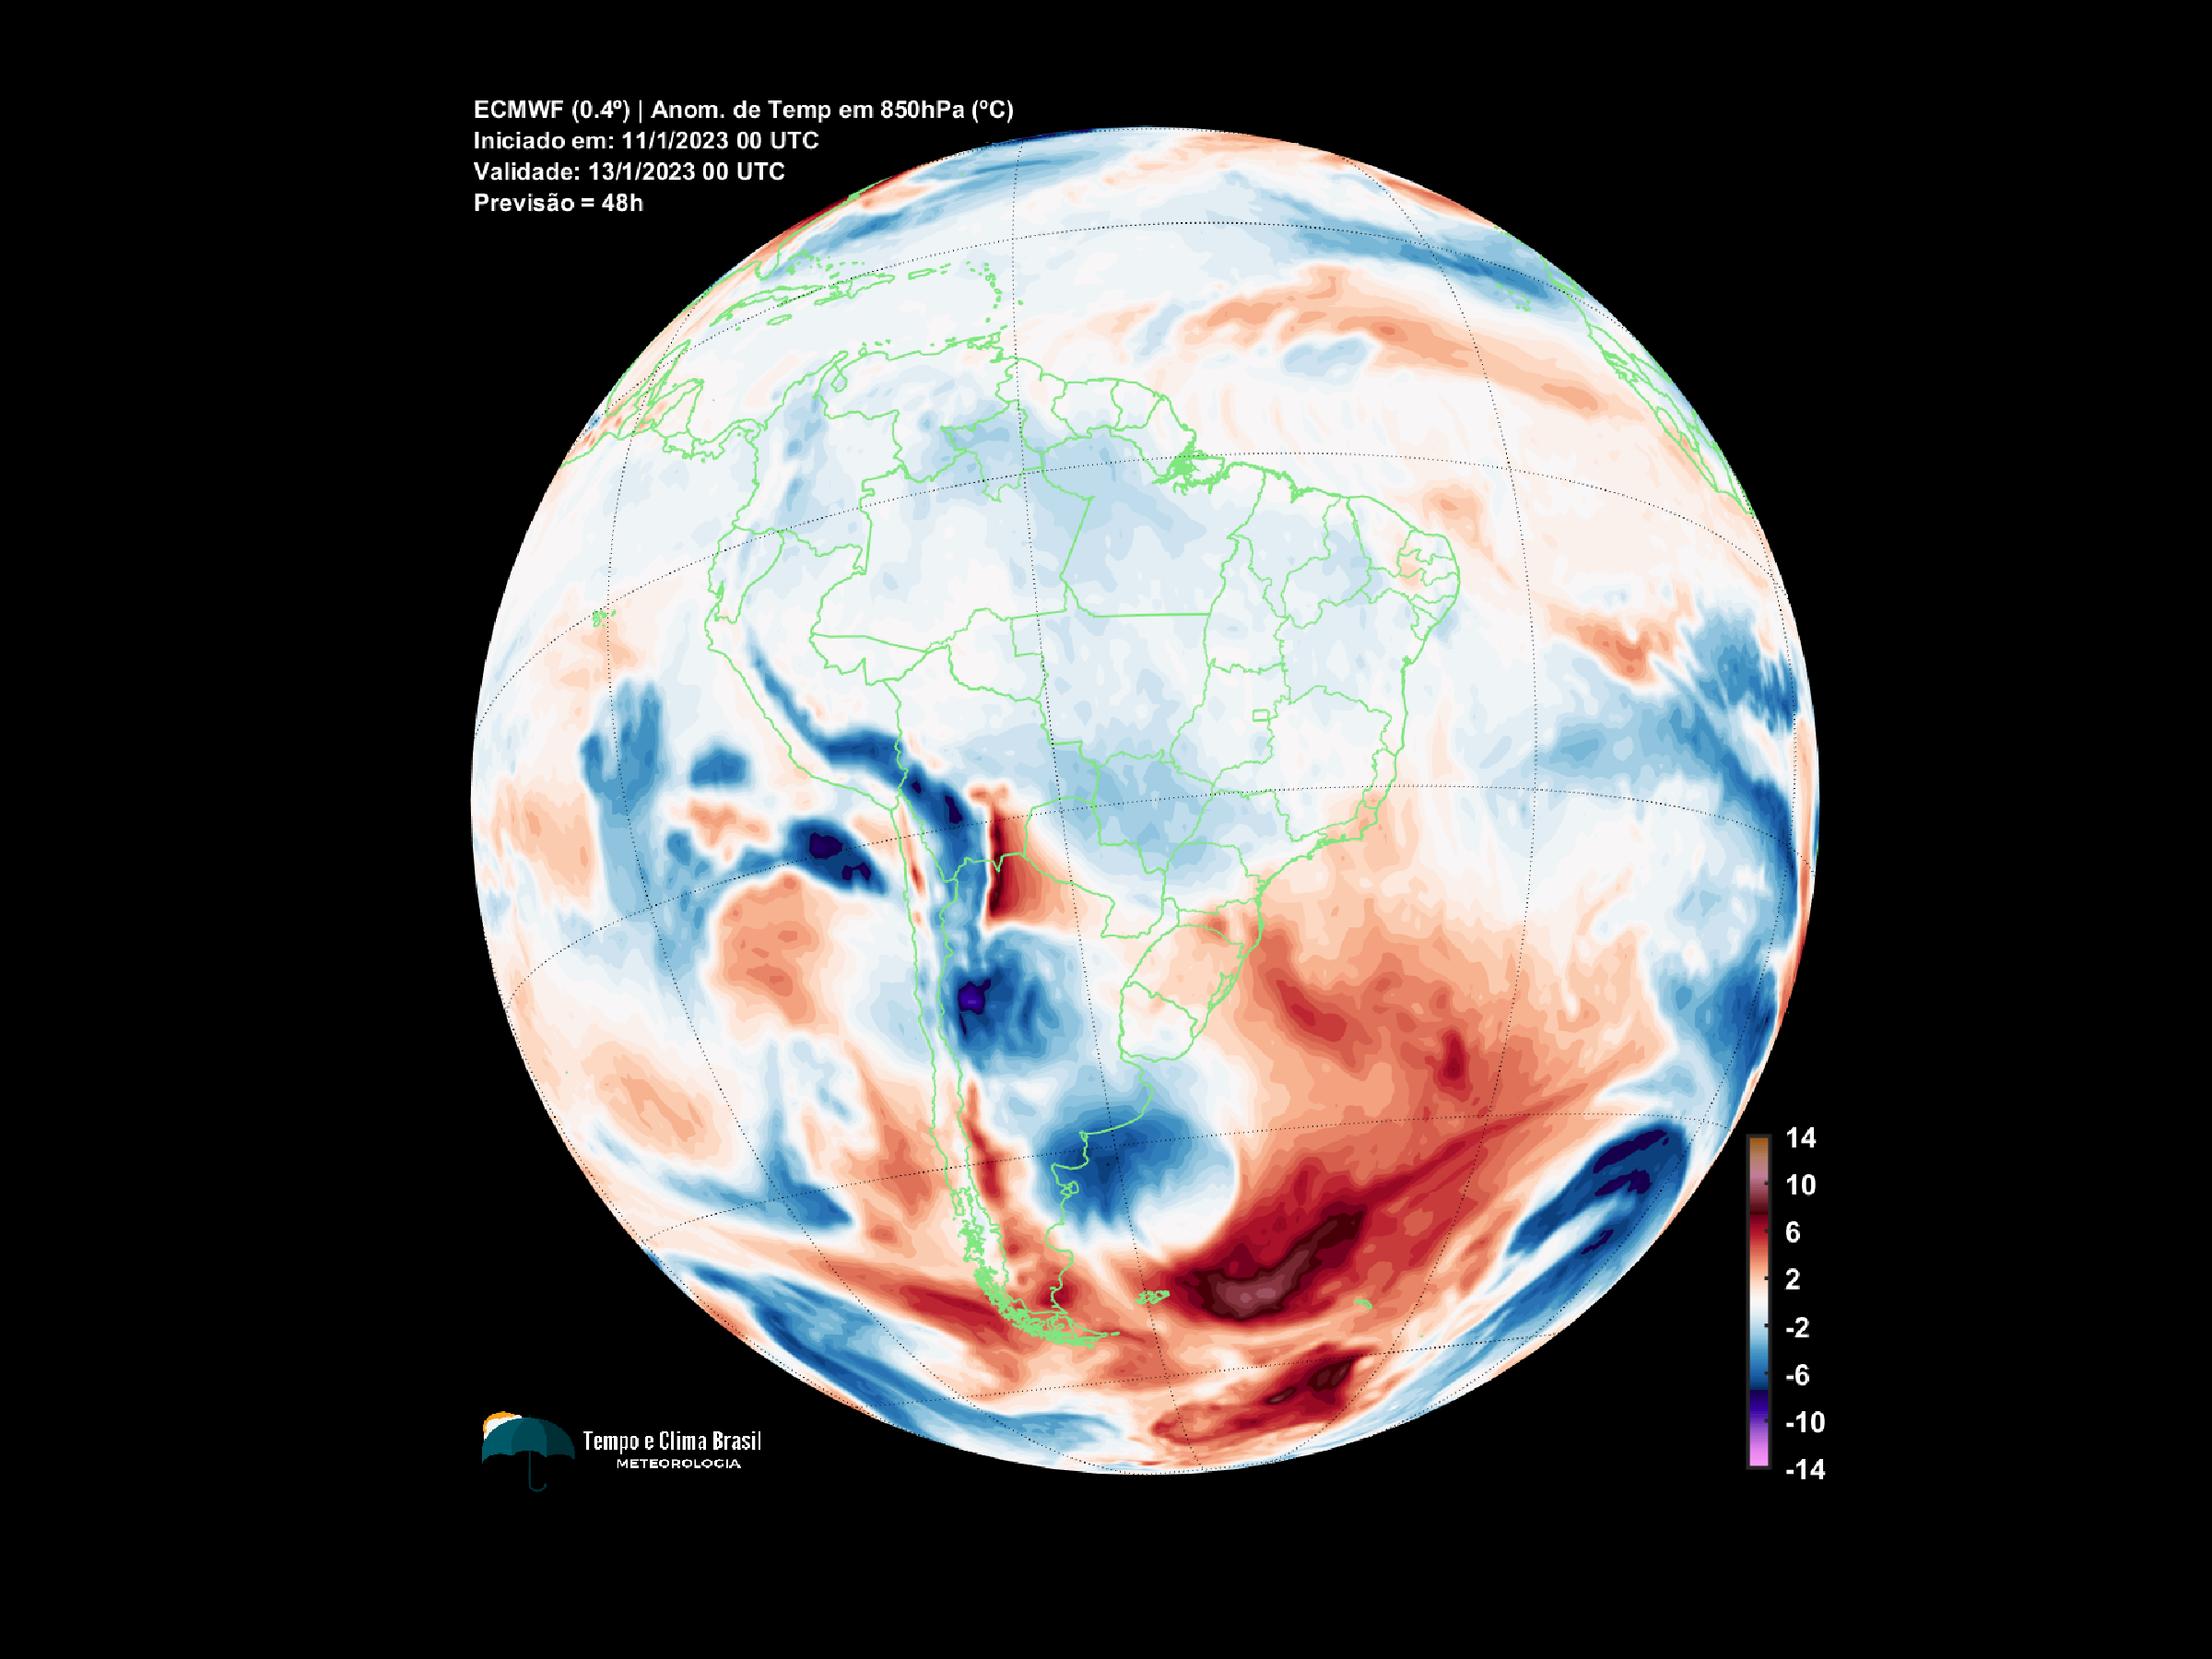 ECMWF (0.4º) | Anom. de Temp em 850hPa (ºC)
Iniciado em: 11/1/2023 00 UTC
Validade: 13/1/2023 00 UTC
Previsão = 48h
14
10
6
2
-2
-6
-10
-14
Tempo e Clima Brasil
METEOROLOGIA